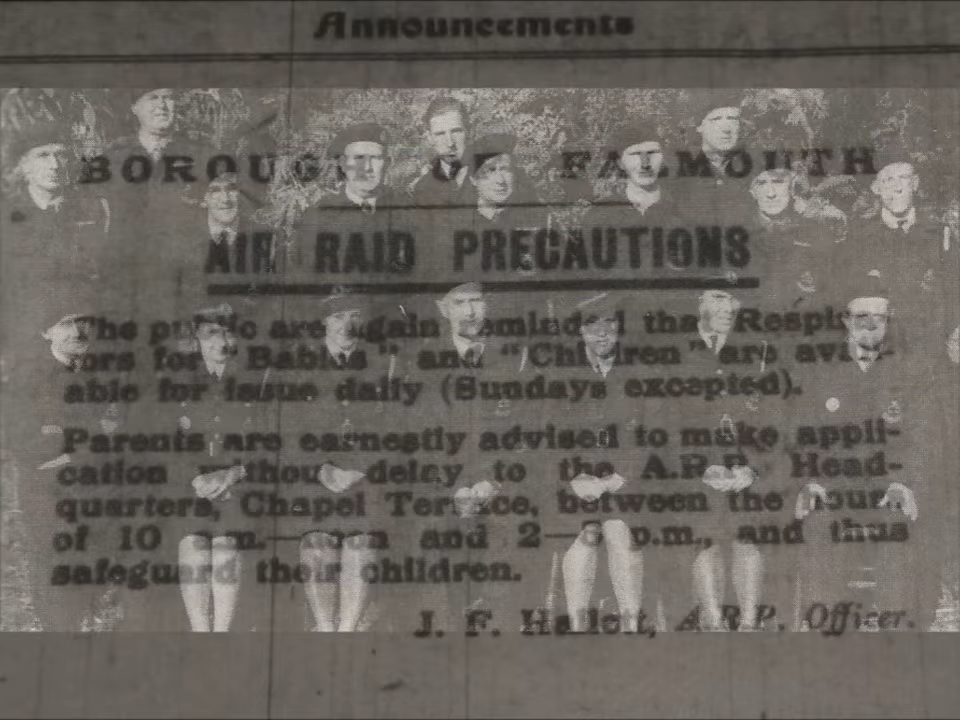 Announcements
BOROUGH OF FALMOUTH
AIR RAID PRECAUTIONS
The public are again reminded that Respira-
tors for "Babies" and "Children" are avail-
able for issue daily (Sundays excepted).
Parents are earnestly advised to make appli-
cation without delay to the A.R.P. Head-
quarters, Chapel Terrace, between the hours
of 10 a.m.—noon and 2— p.m., and thus
safeguard their children.
J. F. Hallett, A.R.P. Officer.